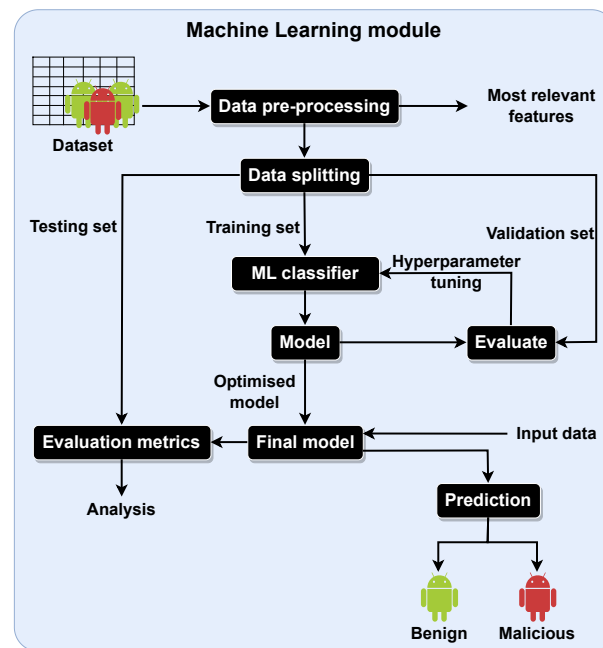 Machine Learning module
Data pre-processing
Most relevant
features
Dataset
Data splitting
Testing set
Training set
Validation set
ML classifier
Hyperparameter
tuning
Model
Evaluate
Optimised
model
Evaluation metrics
Final model
Input data
Analysis
Prediction
Benign
Malicious